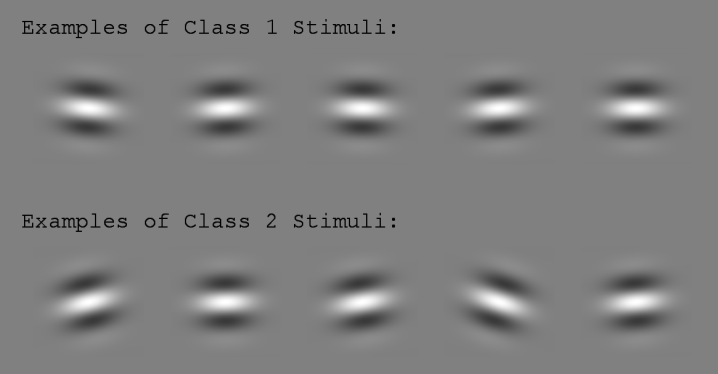 Examples of Class 1 Stimuli:
Examples of Class 2 Stimuli: